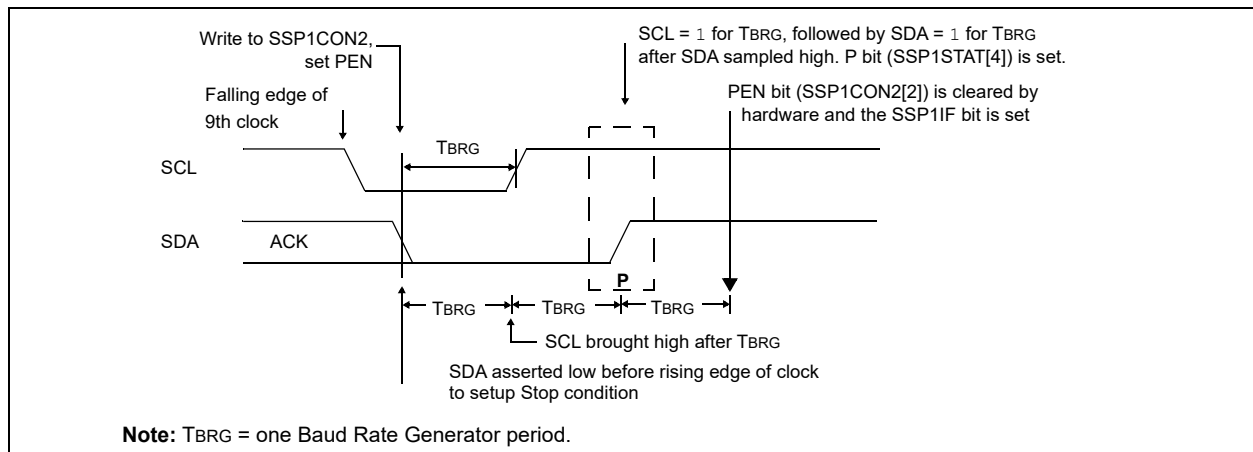 Write to SSP1CON2,
set PEN
SCL = 1 for TBRG, followed by SDA = 1 for TBRG
after SDA sampled high. P bit (SSP1STAT[4]) is set.
Falling edge of
9th clock
PEN bit (SSP1CON2[2]) is cleared by
hardware and the SSP1IF bit is set
TBRG
SCL
SDA
ACK
P
TBRG
TBRG
TBRG
SCL brought high after TBRG
SDA asserted low before rising edge of clock
to setup Stop condition
Note: TBRG = one Baud Rate Generator period.